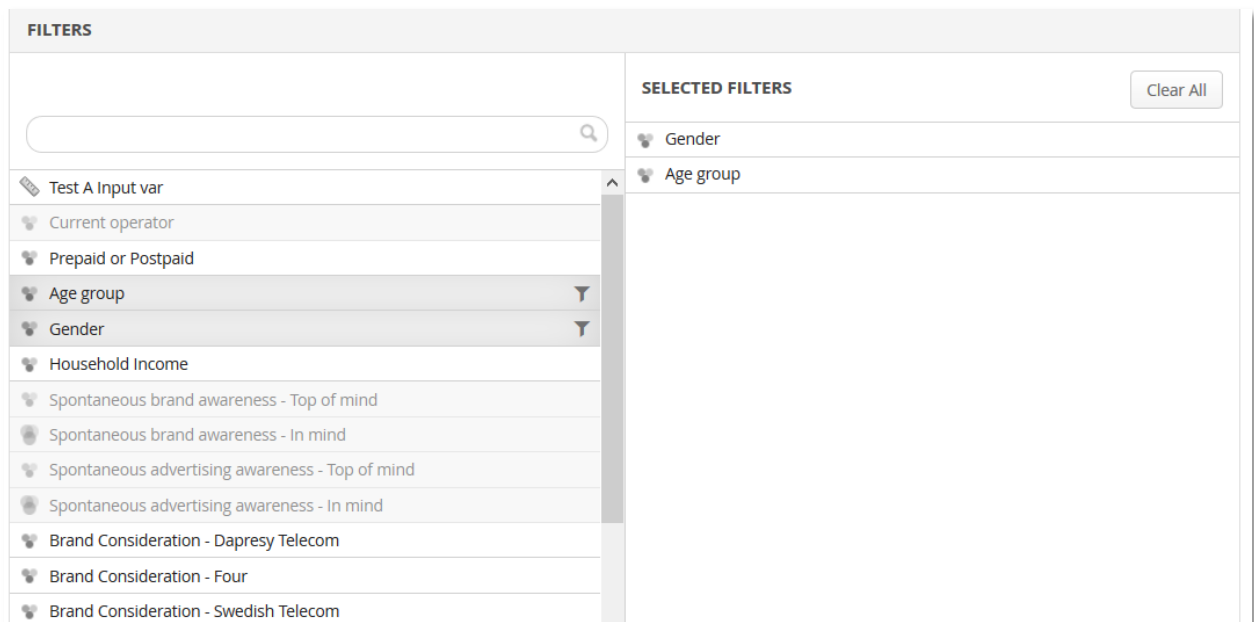 FILTERS
SELECTED FILTERS
Clear All
Gender
Age group
Test A Input var
Current operator
Prepaid or Postpaid
Age group
Gender
Household Income
Spontaneous brand awareness - Top of mind
Spontaneous brand awareness - In mind
Spontaneous advertising awareness - Top of mind
Spontaneous advertising awareness - In mind
Brand Consideration - Dapresy Telecom
Brand Consideration - Four
Brand Consideration - Swedish Telecom